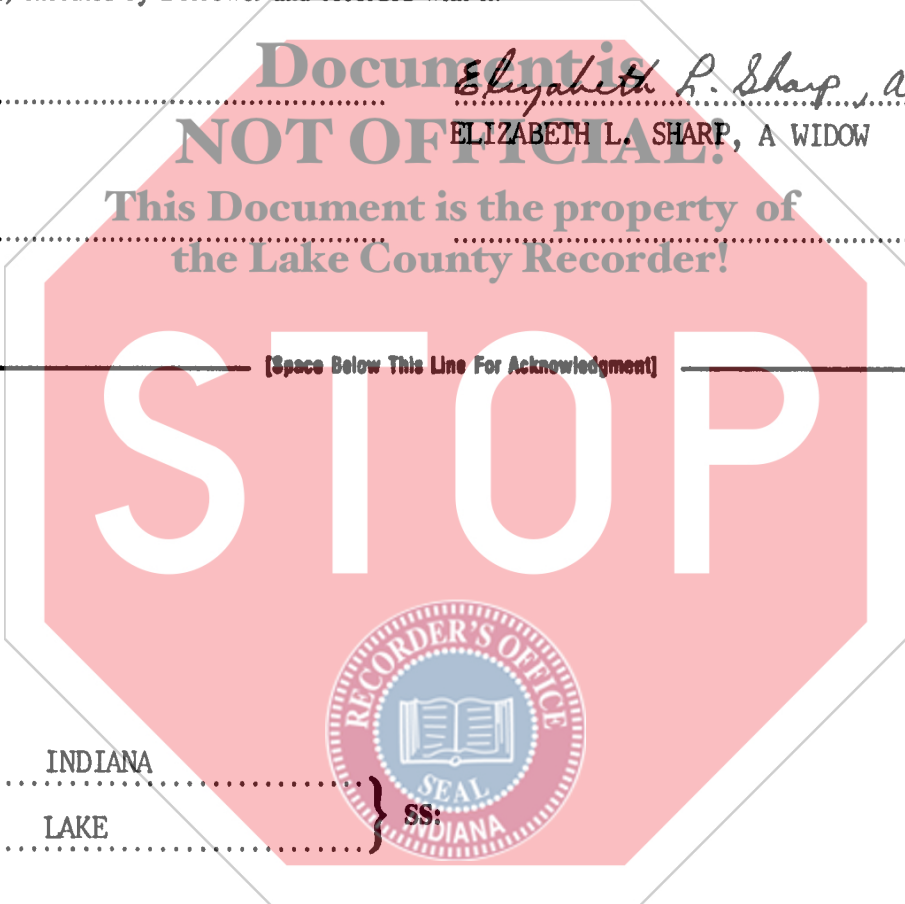 Document is
Elizabeth L. Sharp, a
NOT OFFICIAL!
ELIZABETH L. SHARP, A WIDOW
This Document is the property of
the Lake County Recorder!
[Space Below This Line For Acknowledgment]
STOP
RECORDER'S OFFICE
SEAL
INDIANA
INDIANA
LAKE
SS: